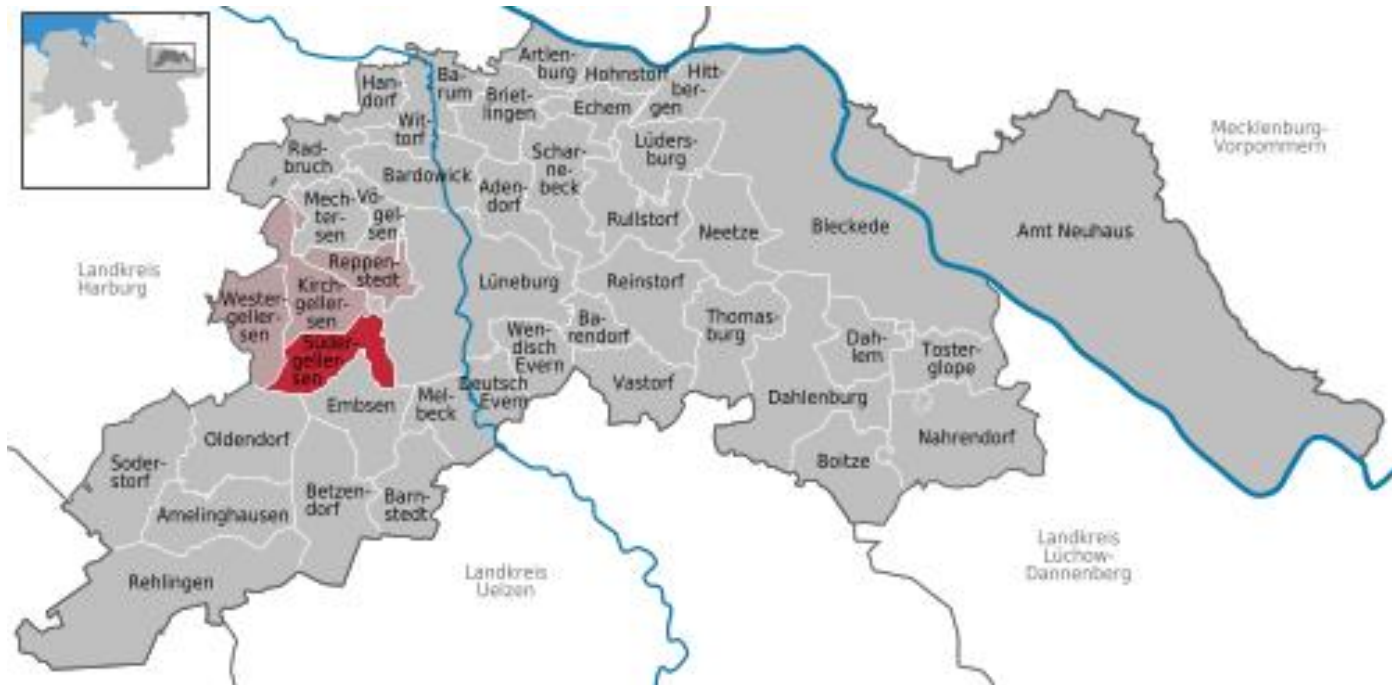 Artlen-
burg
Hohnstorf
Hitt-
ber-
gen
Ba-
rum
Han-
dorf
Briet-
lingen
Echem
Wit-
torf
Lüders-
burg
Mecklenburg-
Vorpommern
Rad-
bruch
Schar-
ne-
beck
Bardowick
Aden-
dorf
Mech-
ter-
sen
Vö-
gel-
sen
Rullstorf
Neetze
Bleckede
Amt Neuhaus
Landkreis
Harburg
Reppen-
stedt
Lüneburg
Reinstorf
Wester-
geller-
sen
Kirch-
geller-
sen
Thomas-
burg
Ba-
rendorf
Wen-
disch
Evern
Süder-
geller-
sen
Dah-
lem
Toster-
glope
Deutsch
Evern
Vastorf
Mel-
beck
Embsen
Dahlenburg
Oldendorf
Nahrendorf
Boitze
Soder-
storf
Betzen-
dorf
Barn-
stedt
Amelinghausen
Rehlingen
Landkreis
Uelzen
Landkreis
Lüchow-
Dannenberg